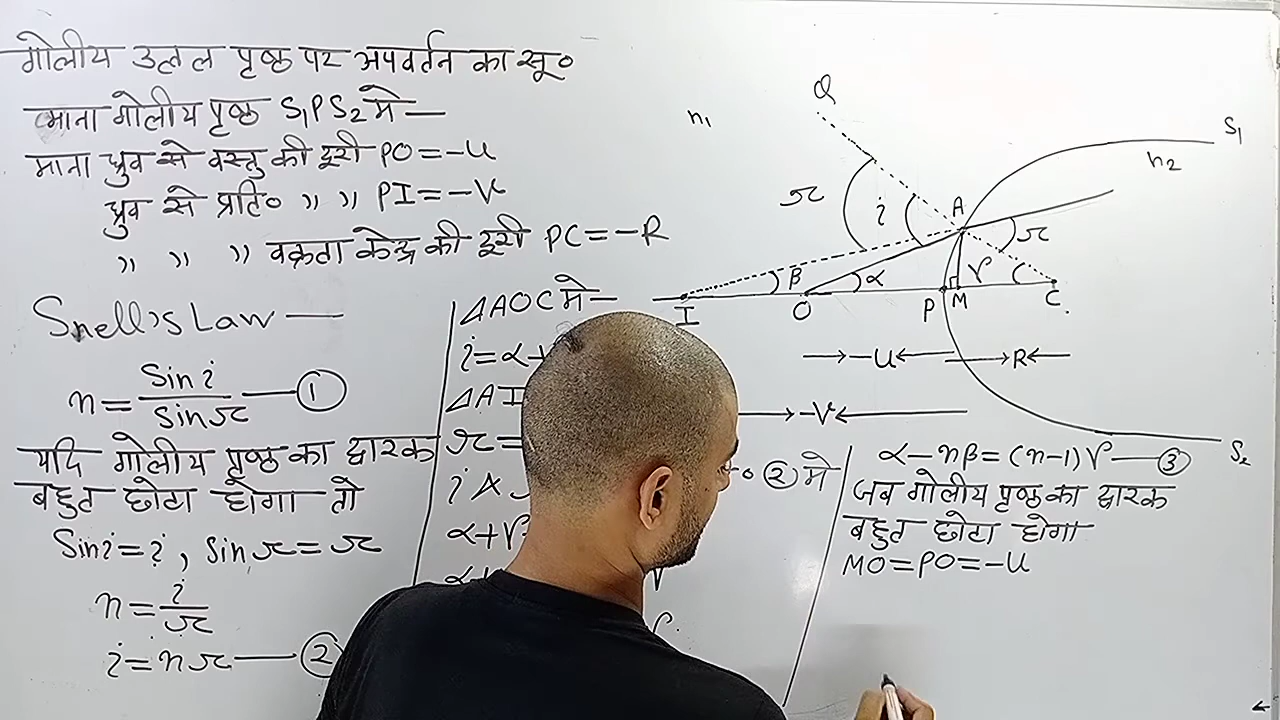 गोलीय उत्तल पृष्ठ पर अपवर्तन का सू०
माना गोलीय पृष्ठ S₁PS₂ मे —
माना ध्रुव से वस्तु की दूरी PO = -U
ध्रुव से प्रति० " " PI = -V
" " " वक्रता केन्द्र की दूरी PC = -R
Snell's Law —
n = Sin i / Sin r — ①
यदि गोलीय पृष्ठ का द्वारक
बहुत छोटा होगा तो
Sin i = i, Sin r = r
n = i / r
i = n r — ②
ΔAOC मे —
i = α+
ΔAI
r =
i
② मे
α+γ
α - nβ = (n-1)γ — ③
जब गोलीय पृष्ठ का द्वारक
बहुत छोटा होगा
MO = PO = -U
Q
n₁
S₁
n₂
A
r
i
r
β
α
γ
I
O
P
M
C
-U
R
-V
S₂